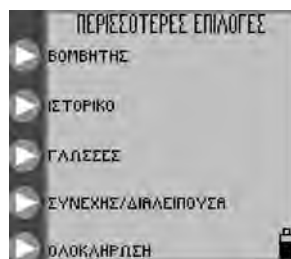 ΠΕΡΙΣΣΟΤΕΡΕΣ ΕΠΙΛΟΓΕΣ
ΒΟΜΒΗΤΗΣ
ΙΣΤΟΡΙΚΟ
ΓΛΩΣΣΕΣ
ΣΥΝΕΧΗΣ/ΔΙΑΛΕΙΠΟΥΣΑ
ΟΛΟΚΛΗΡΩΣΗ